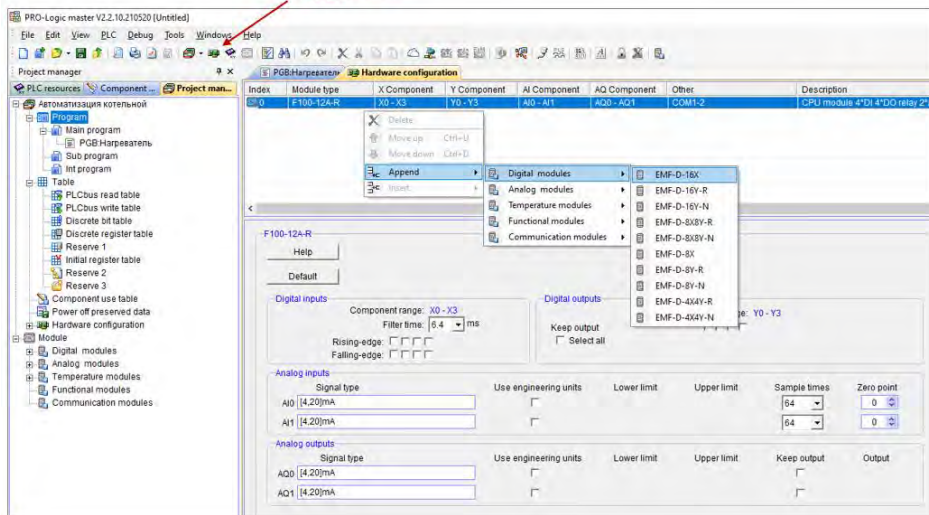 PRO-Logic master V2.2.10.210520 [Untitled]
File Edit View PLC Debug Tools Windows Help
Project manager
PGB:Нагреватель Hardware configuration
PLC resources Component ... Project man...
Index Module type X Component Y Component AI Component AQ Component Other Description
0 F100-12A-R X0 - X3 Y0 - Y3 AI0 - AI1 AQ0 - AQ1 COM1-2 CPU module 4*DI 4*DO relay 2*
Автоматизация котельной
Program
Main program
PGB:Нагреватель
Sub program
Int program
Table
PLCbus read table
PLCbus write table
Discrete bit table
Discrete register table
Reserve 1
Initial register table
Reserve 2
Reserve 3
Component use table
Power off preserved data
Hardware configuration
Module
Digital modules
Analog modules
Temperature modules
Functional modules
Communication modules
Delete
Move up Ctrl+U
Move down Ctrl+D
Append
Insert
Digital modules
Analog modules
Temperature modules
Functional modules
Communication modules
EMF-D-16X
EMF-D-16Y-R
EMF-D-16Y-N
EMF-D-8X8Y-R
EMF-D-8X8Y-N
EMF-D-8X
EMF-D-8Y-R
EMF-D-8Y-N
EMF-D-4X4Y-R
EMF-D-4X4Y-N
F100-12A-R
Help
Default
Digital inputs
Component range: X0 - X3
Filter time: 6.4 ms
Rising-edge:
Falling-edge:
Digital outputs
Y0 - Y3
Keep output
Select all
Analog inputs
Signal type Use engineering units Lower limit Upper limit Sample times Zero point
AI0 [4,20]mA 64 0
AI1 [4,20]mA 64 0
Analog outputs
Signal type Use engineering units Lower limit Upper limit Keep output Output
AQ0 [4,20]mA
AQ1 [4,20]mA